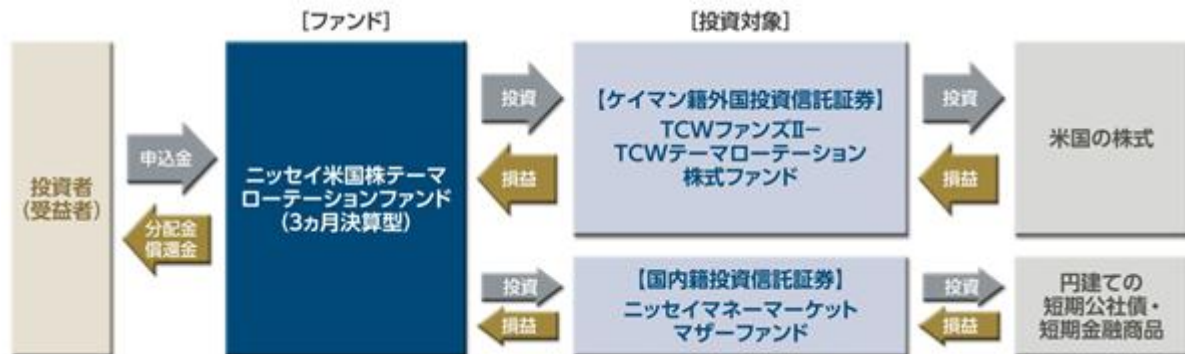 [ファンド]
[投資対象]
投資者
(受益者)
申込金
分配金
償還金
ニッセイ米国株テーマ
ローテーションファンド
(3ヵ月決算型)
投資
損益
【ケイマン籍外国投資信託証券】
TCWファンズⅡ−
TCWテーマローテーション
株式ファンド
投資
損益
米国の株式
投資
損益
【国内籍投資信託証券】
ニッセイマネーマーケット
マザーファンド
投資
損益
円建ての
短期公社債・
短期金融商品